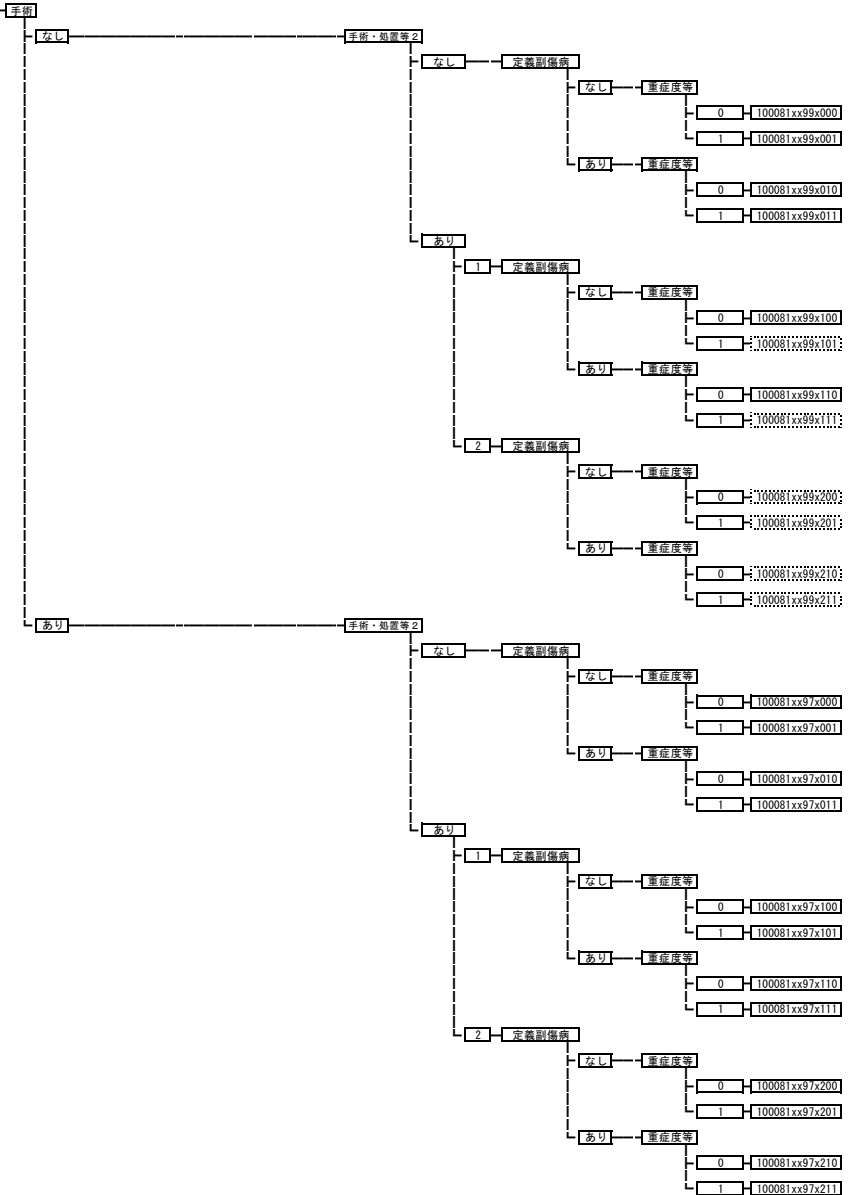 手術
なし 手術・処置等2
なし 定義副傷病
なし 重症度等
0 100081xx99x000
1 100081xx99x001
あり 重症度等
0 100081xx99x010
1 100081xx99x011
あり
1 定義副傷病
なし 重症度等
0 100081xx99x100
1 100081xx99x101
あり 重症度等
0 100081xx99x110
1 100081xx99x111
2 定義副傷病
なし 重症度等
0 100081xx99x200
1 100081xx99x201
あり 重症度等
0 100081xx99x210
1 100081xx99x211
あり 手術・処置等2
なし 定義副傷病
なし 重症度等
0 100081xx97x000
1 100081xx97x001
あり 重症度等
0 100081xx97x010
1 100081xx97x011
あり
1 定義副傷病
なし 重症度等
0 100081xx97x100
1 100081xx97x101
あり 重症度等
0 100081xx97x110
1 100081xx97x111
2 定義副傷病
なし 重症度等
0 100081xx97x200
1 100081xx97x201
あり 重症度等
0 100081xx97x210
1 100081xx97x211